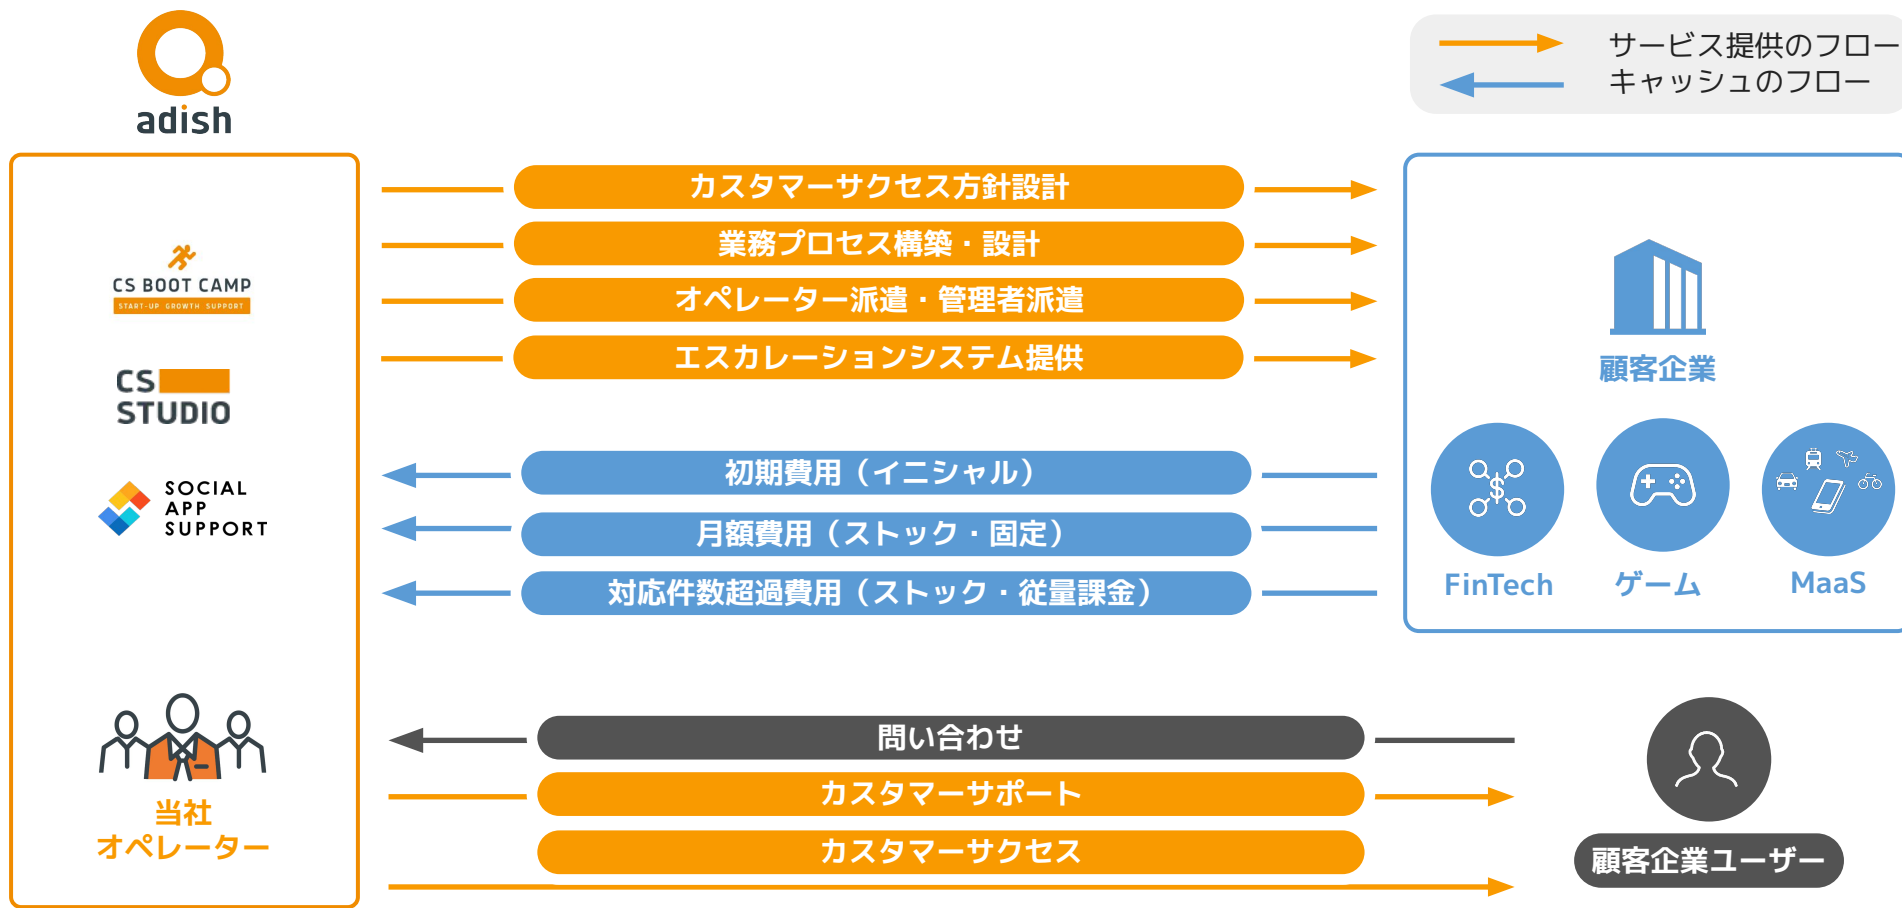 adish
サービス提供のフロー
キャッシュのフロー
CS BOOT CAMP
START-UP GROWTH SUPPORT
CS
STUDIO
SOCIAL
APP
SUPPORT
当社
オペレーター
カスタマーサクセス方針設計
業務プロセス構築・設計
オペレーター派遣・管理者派遣
エスカレーションシステム提供
初期費用（イニシャル）
月額費用（ストック・固定）
対応件数超過費用（ストック・従量課金）
問い合わせ
カスタマーサポート
カスタマーサクセス
顧客企業
$
FinTech
ゲーム
MaaS
顧客企業ユーザー